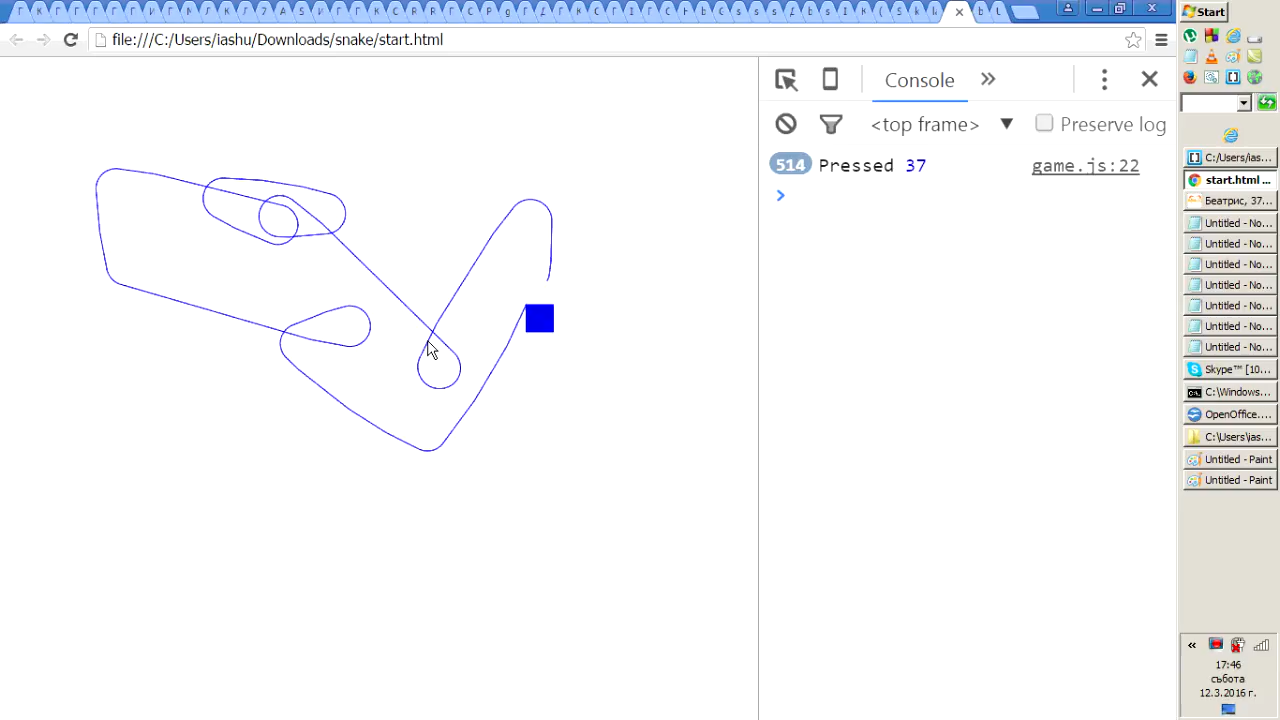 Start
file:///C:/Users/iashu/Downloads/snake/start.html
Console
<top frame>
Preserve log
514 Pressed 37
game.js:22
C:/Users/ias...
start.html ...
Беатрис, 37...
Untitled - No...
Untitled - No...
Untitled - No...
Untitled - No...
Untitled - No...
Untitled - No...
Untitled - No...
Skype™ [10...
C:\Windows...
OpenOffice....
C:\Users\ias...
Untitled - Paint
Untitled - Paint
17:46
събота
12.3.2016 г.